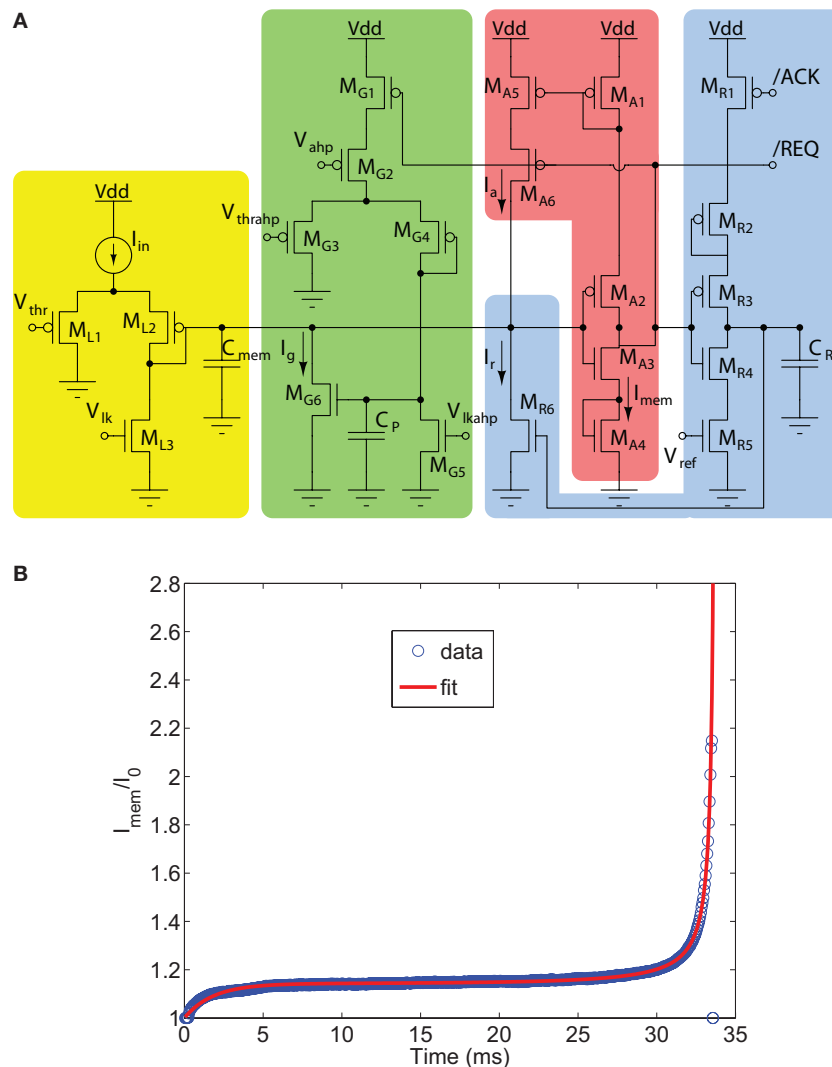 A
Vdd
Vdd
Vdd
Vdd
MG1
MA5
MA1
MR1
/ACK
Vahp
MG2
/REQ
MA6
Ia
Vdd
Vthrahp
MG3
MG4
MR2
Iin
Vthr
ML1
ML2
MA2
MR3
Cmem
Ig
Ir
MA3
CR
MR4
Imem
MG6
MR6
Vlk
ML3
CP
Vlkahp
MA4
MR5
MG5
Vref
B
2.8
2.6
2.4
2.2
2
1.8
1.6
1.4
1.2
1
Imem/I0
data
fit
0
5
10
15
20
25
30
35
Time (ms)